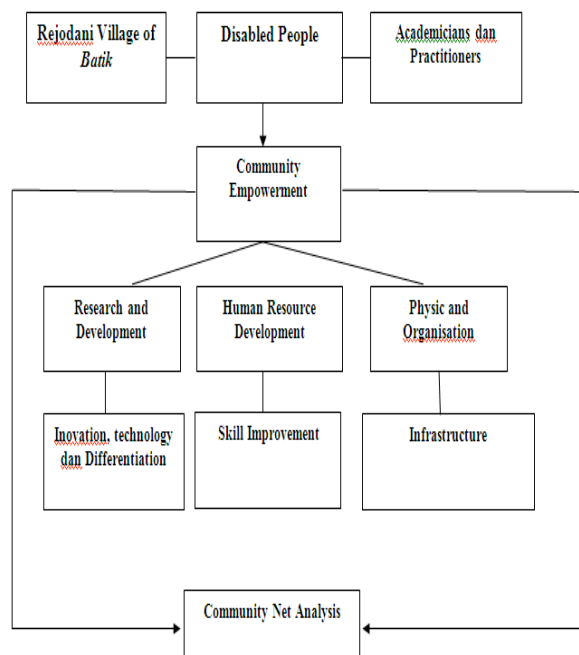 Rejodani Village of
Batik
Disabled People
Academicians dan
Practitioners
Community
Empowerment
Research and
Development
Human Resource
Development
Physic and
Organisation
Inovation, technology
dan Differentiation
Skill Improvement
Infrastructure
Community Net Analysis